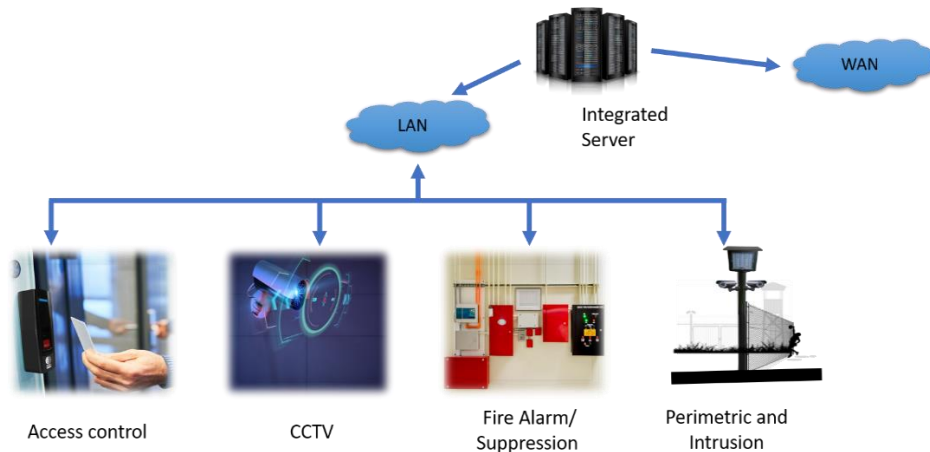 WAN
LAN
Integrated
Server
Access control
CCTV
Fire Alarm/
Suppression
Perimetric and
Intrusion